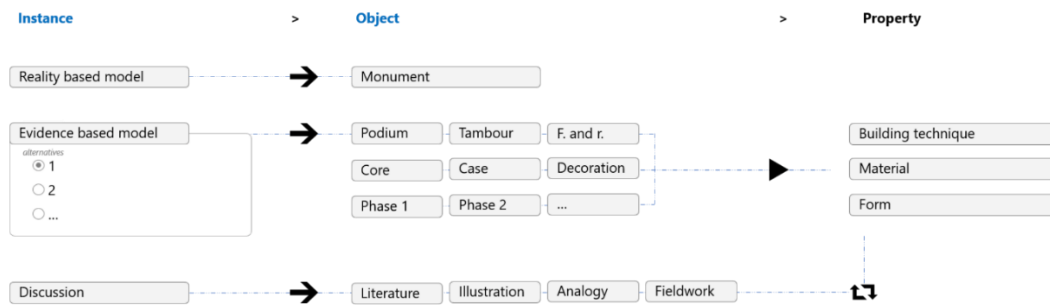 Instance > Object > Property
Reality based model Monument
Evidence based model Podium Tambour F. and r. Building technique
alternatives
1 Core Case Decoration Material
2
... Phase 1 Phase 2 ... Form
Discussion Literature Illustration Analogy Fieldwork